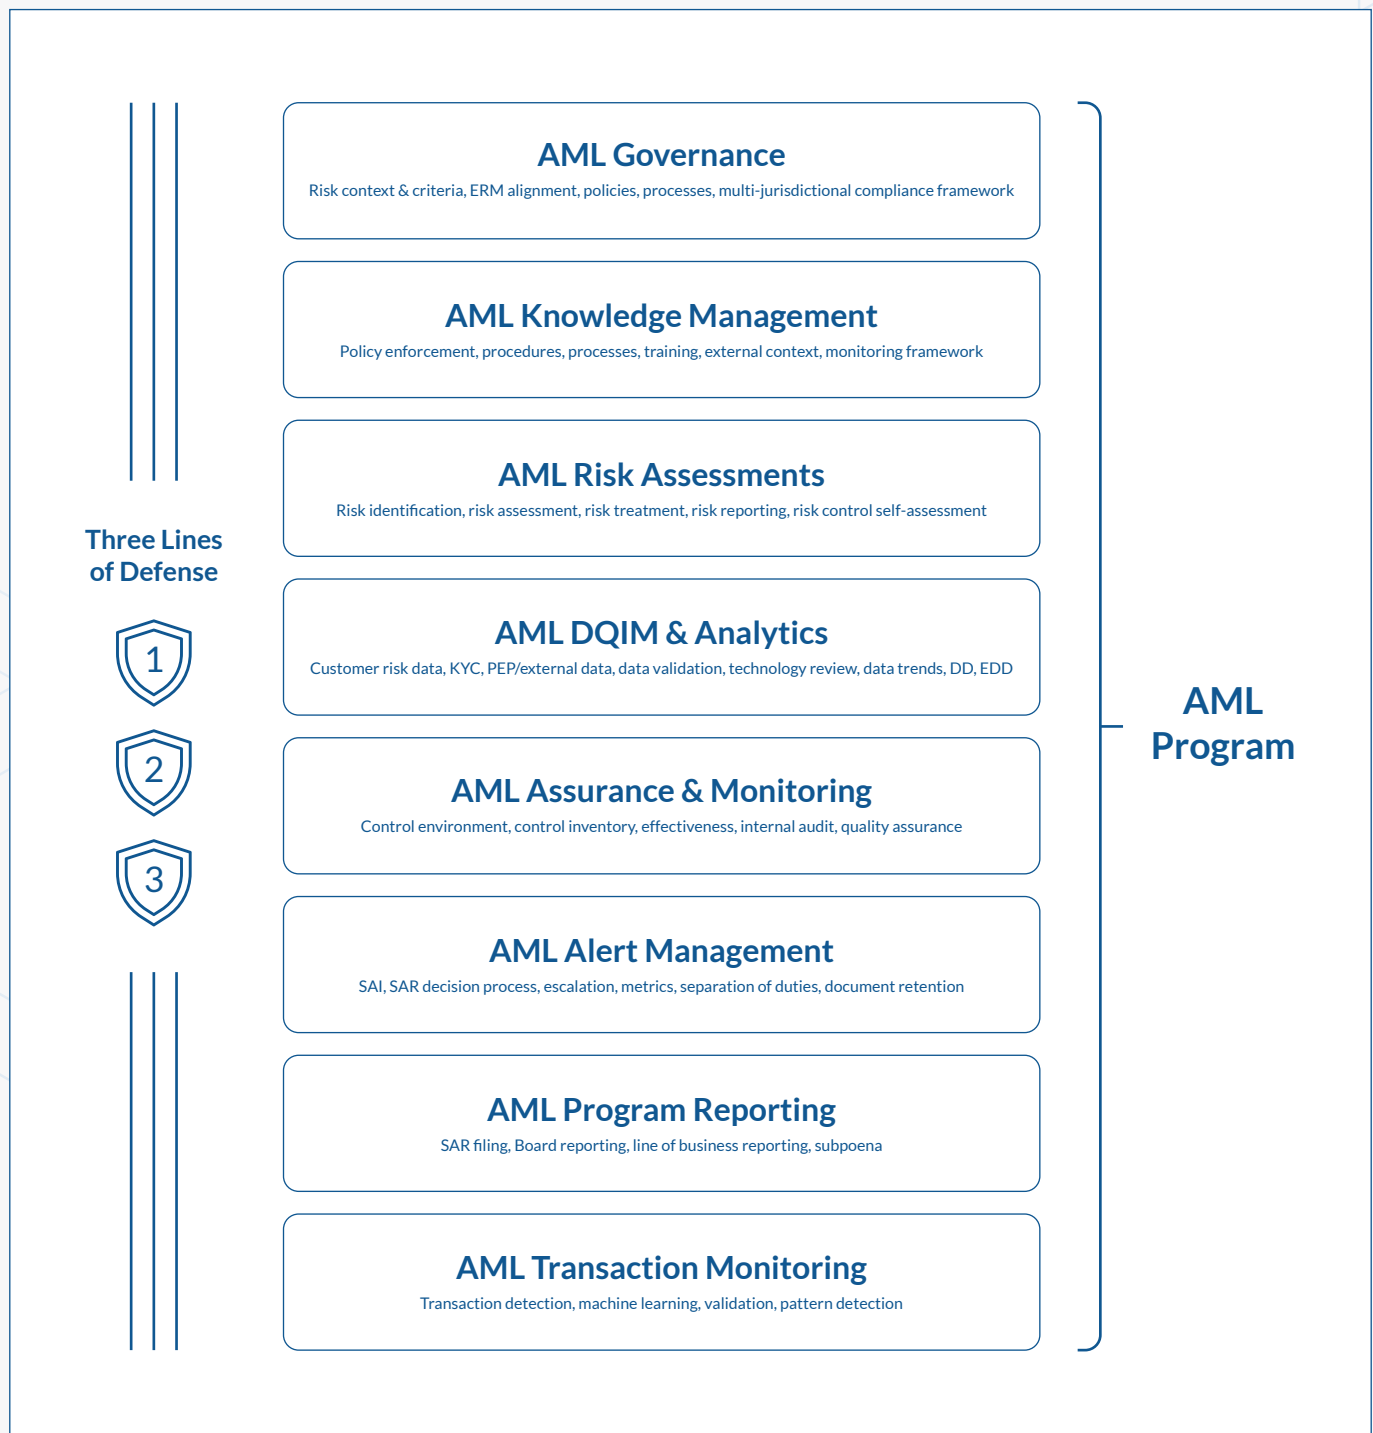 AML Governance
Risk context & criteria, ERM alignment, policies, processes, multi-jurisdictional compliance framework
AML Knowledge Management
Policy enforcement, procedures, processes, training, external context, monitoring framework
AML Risk Assessments
Risk identification, risk assessment, risk treatment, risk reporting, risk control self-assessment
Three Lines
of Defense
1
2
3
AML DQIM & Analytics
Customer risk data, KYC, PEP/external data, data validation, technology review, data trends, DD, EDD
AML Assurance & Monitoring
Control environment, control inventory, effectiveness, internal audit, quality assurance
AML Alert Management
SAI, SAR decision process, escalation, metrics, separation of duties, document retention
AML Program Reporting
SAR filing, Board reporting, line of business reporting, subpoena
AML Transaction Monitoring
Transaction detection, machine learning, validation, pattern detection
AML
Program